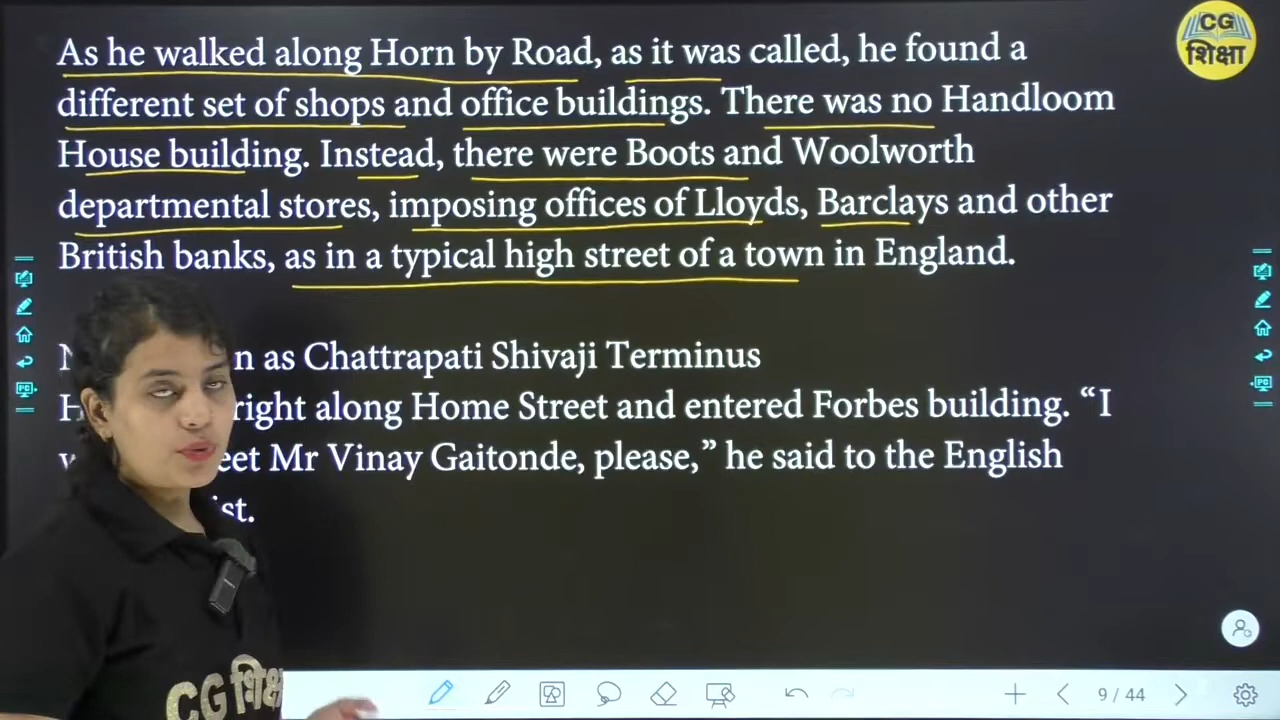 As he walked along Horn by Road, as it was called, he found a
different set of shops and office buildings. There was no Handloom
House building. Instead, there were Boots and Woolworth
departmental stores, imposing offices of Lloyds, Barclays and other
British banks, as in a typical high street of a town in England.
as Chattrapati Shivaji Terminus
right along Home Street and entered Forbes building. “I
Mr Vinay Gaitonde, please,” he said to the English
CG
शिक्षा
CG शिक्षा
9 / 44